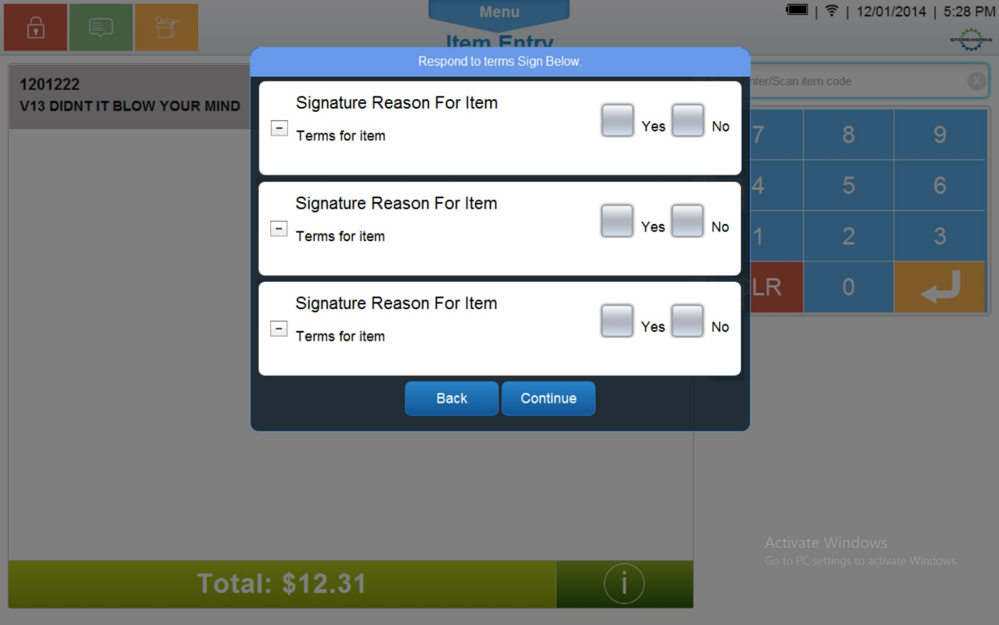 Menu
| | 12/01/2014 | 5:28 PM
Item Entry
STOREWORKS
Respond to terms Sign Below.
1201222
V13 DIDNT IT BLOW YOUR MIND
Signature Reason For Item
- Terms for item
Yes No
Signature Reason For Item
- Terms for item
Yes No
Signature Reason For Item
- Terms for item
Yes No
Back Continue
nter/Scan item code X
7 8 9
4 5 6
1 2 3
LR 0
Total: $12.31 i
Activate Windows
Go to PC settings to activate Windows.